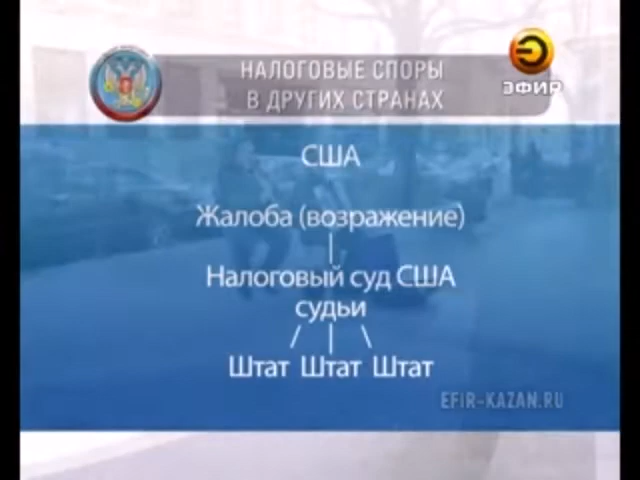 НАЛОГОВЫЕ СПОРЫ
В ДРУГИХ СТРАНАХ
ЭФИР
США
Жалоба (возражение)
Налоговый суд США
судьи
Штат Штат Штат
EFIR-KAZAN.RU